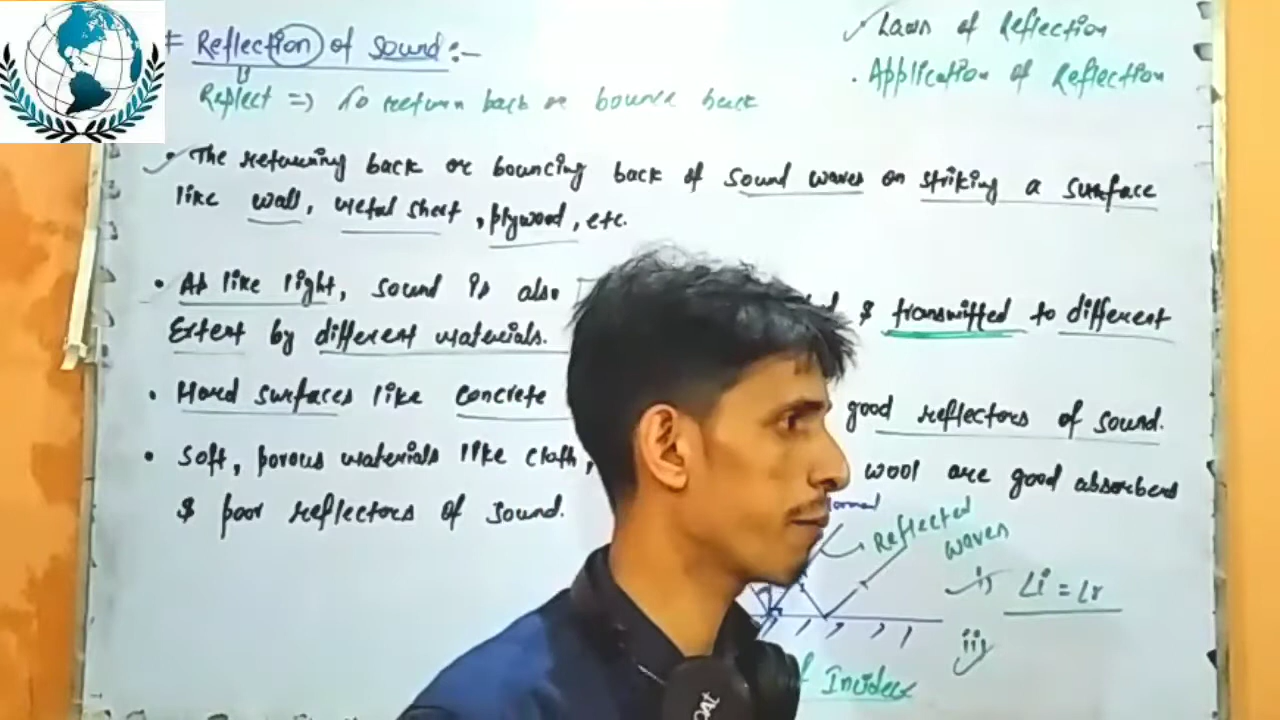 # Reflection of sound :-
Reflect => To return back or bounce back
✓ Laws of Reflection
. Application of Reflection
• The returning back or bouncing back of sound waves on striking a surface
like wall, metal sheet, plywood, etc.
• As like light, sound is also & transmitted to different
Extent by different materials.
• Hard surfaces like concrete good reflectors of sound.
• Soft, porous materials like cloth, wool are good absorbers
& poor reflectors of sound.
Normal
Reflected
waves
i) ∠i = ∠r
ii)
Incidece